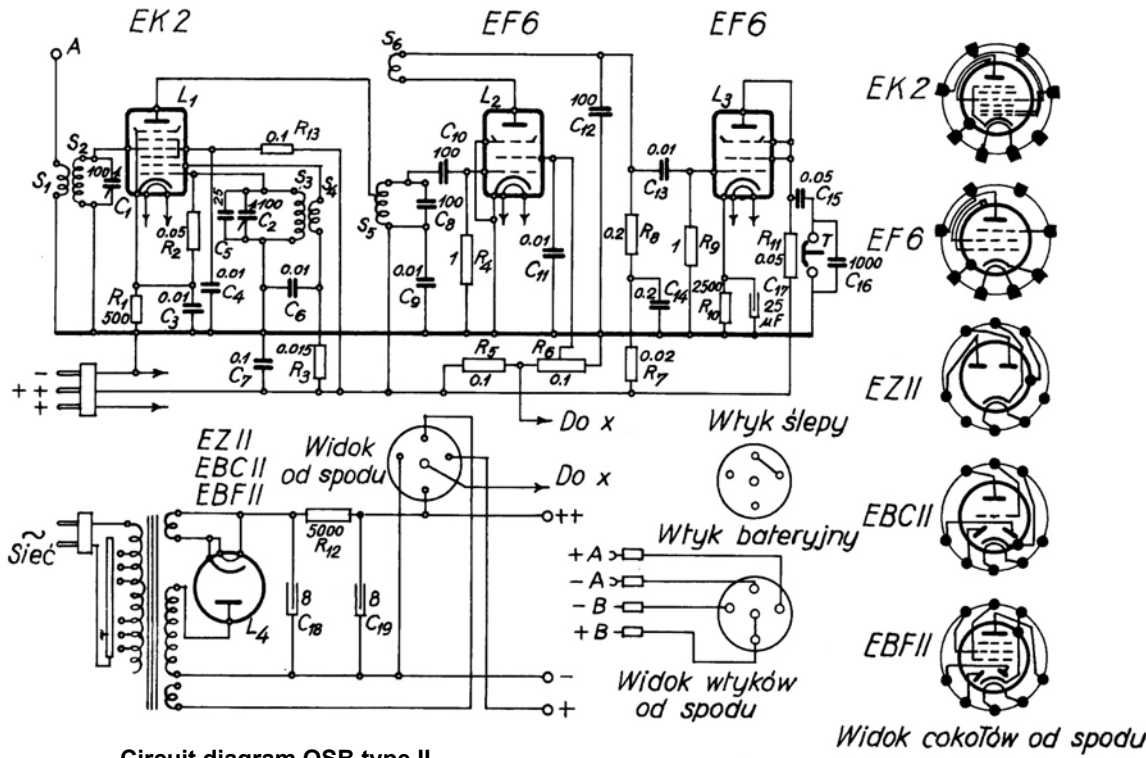 EK2
EF6
EF6
A
S1
S2
100
C1
L1
0.1
R13
0.05
R2
25
C5
100
C2
S3
S4
R1
500
0.01
C3
0.01
C4
0.01
C6
0.1
C7
0.015
R3
S5
S6
C10
100
100
C8
0.01
C9
1
R4
L2
0.01
C11
100
C12
0.01
C13
0.2
R8
0.2
C14
1
R9
L3
2500
R10
C17
25
µF
R11
0.05
0.05
C15
T
1000
C16
R5
0.1
R6
0.1
0.02
R7
-
++
+
Do x
EZ11
EBC11
EBF11
Widok
od spodu
Do x
~
Sieć
L4
5000
R12
8
C18
8
C19
++
-
+
Wtyk ślepy
Wtyk bateryjny
+A
-A
-B
+B
Widok wtyków
od spodu
EK2
EF6
EZ11
EBC11
EBF11
Widok cokołów od spodu
Circuit diagram OSB type II